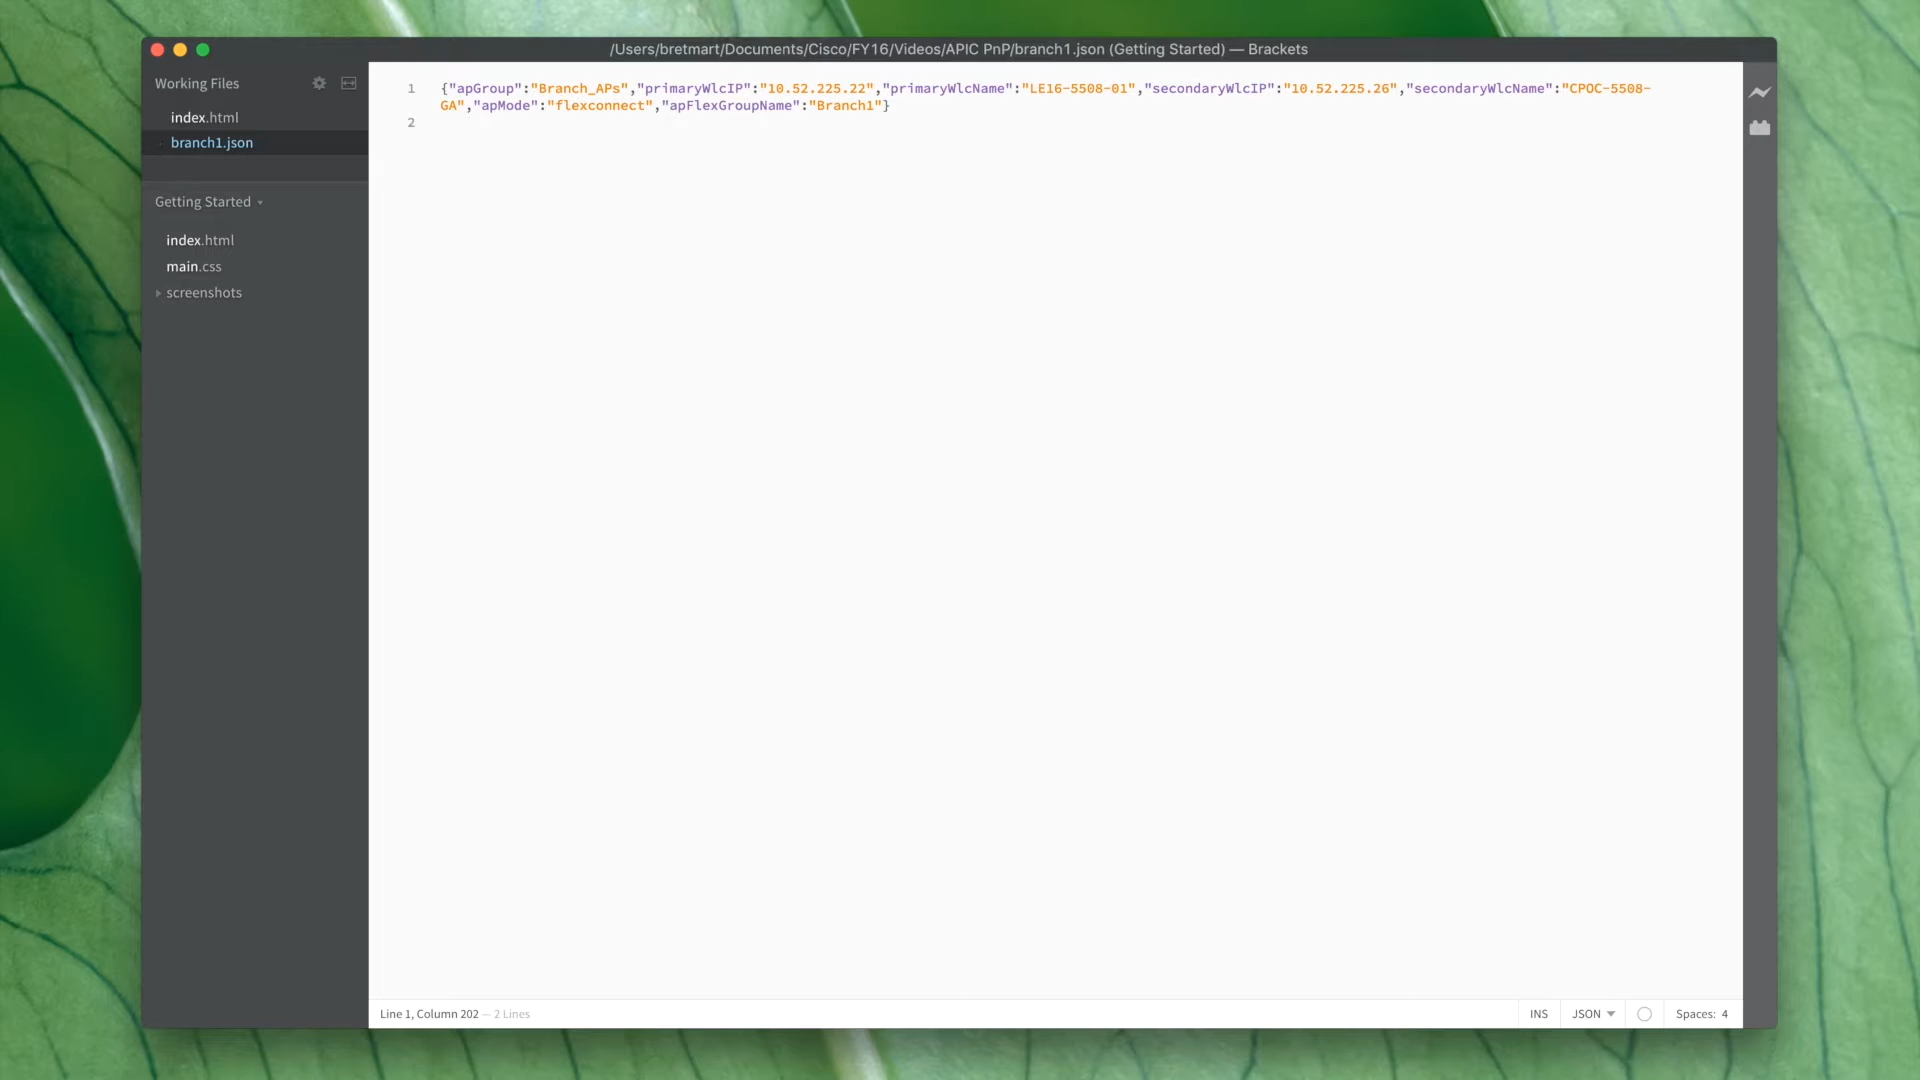 /Users/bretmart/Documents/Cisco/FY16/Videos/APIC PnP/branch1.json (Getting Started) — Brackets
Working Files
index.html
branch1.json
Getting Started
index.html
main.css
screenshots
1 {"apGroup":"Branch_APs","primaryWlcIP":"10.52.225.22","primaryWlcName":"LE16-5508-01","secondaryWlcIP":"10.52.225.26","secondaryWlcName":"CPOC-5508-
GA","apMode":"flexconnect","apFlexGroupName":"Branch1"}
2
Line 1, Column 202 — 2 Lines
INS JSON Spaces: 4